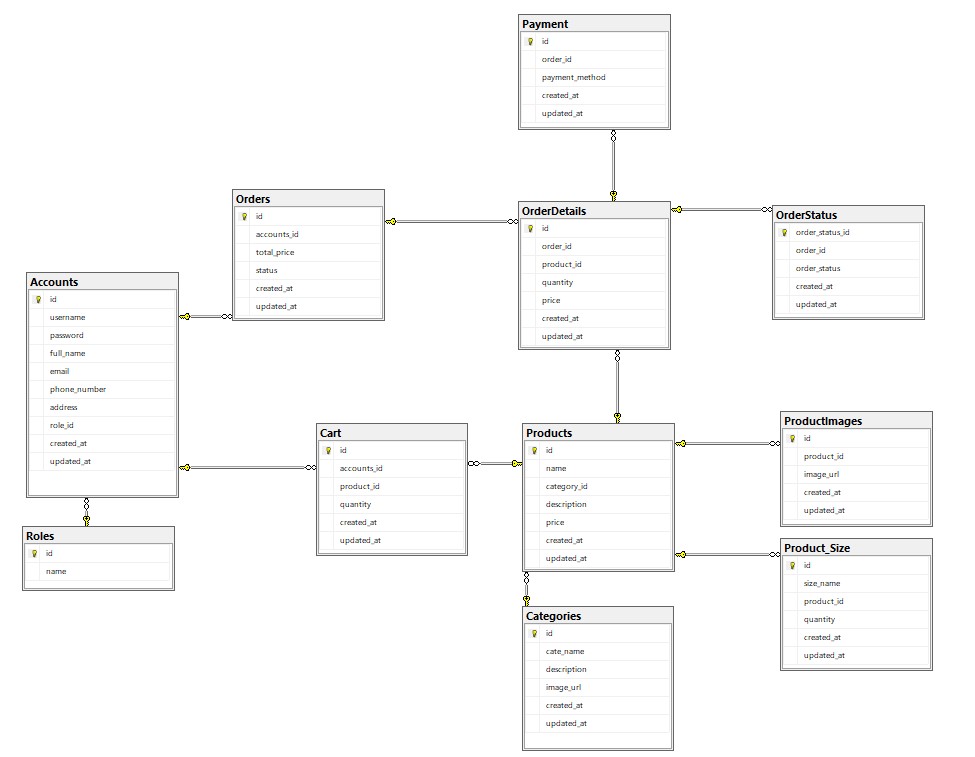 Payment
id
order_id
payment_method
created_at
updated_at
Orders
id
accounts_id
total_price
status
created_at
updated_at
OrderDetails
id
order_id
product_id
quantity
price
created_at
updated_at
OrderStatus
order_status_id
order_id
order_status
created_at
updated_at
Accounts
id
username
password
full_name
email
phone_number
address
role_id
created_at
updated_at
Cart
id
accounts_id
product_id
quantity
created_at
updated_at
Products
id
name
category_id
description
price
created_at
updated_at
ProductImages
id
product_id
image_url
created_at
updated_at
Roles
id
name
Product_Size
id
size_name
product_id
quantity
created_at
updated_at
Categories
id
cate_name
description
image_url
created_at
updated_at